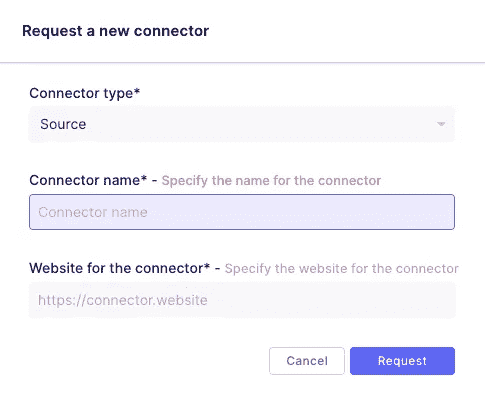 Request a new connector
Connector type*
Source
Connector name* - Specify the name for the connector
Connector name
Website for the connector* - Specify the website for the connector
https://connector.website
Cancel Request